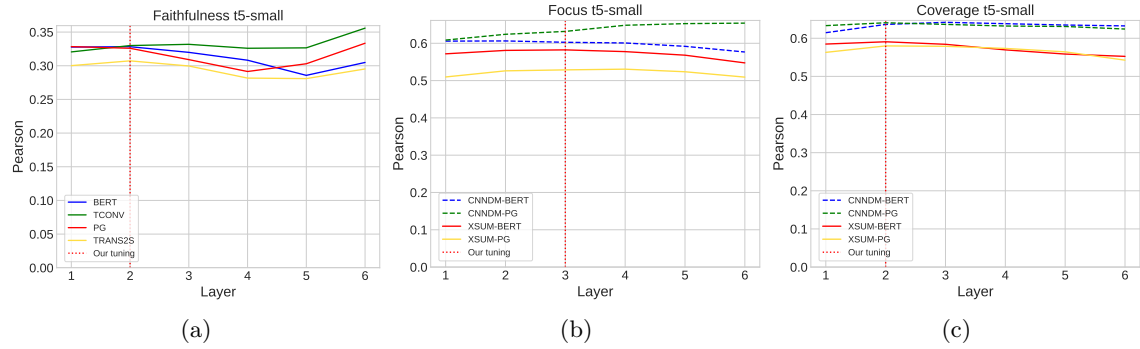 Faithfulness t5-small
0.35
0.30
0.25
0.20
0.15
0.10
0.05
0.00
Pearson
BERT
TCONV
PG
TRANS2S
Our tuning
1 2 3 4 5 6
Layer
(a)
Focus t5-small
0.6
0.5
0.4
0.3
0.2
0.1
0.0
Pearson
CNNDM-BERT
CNNDM-PG
XSUM-BERT
XSUM-PG
Our tuning
1 2 3 4 5 6
Layer
(b)
Coverage t5-small
0.6
0.5
0.4
0.3
0.2
0.1
0.0
Pearson
CNNDM-BERT
CNNDM-PG
XSUM-BERT
XSUM-PG
Our tuning
1 2 3 4 5 6
Layer
(c)